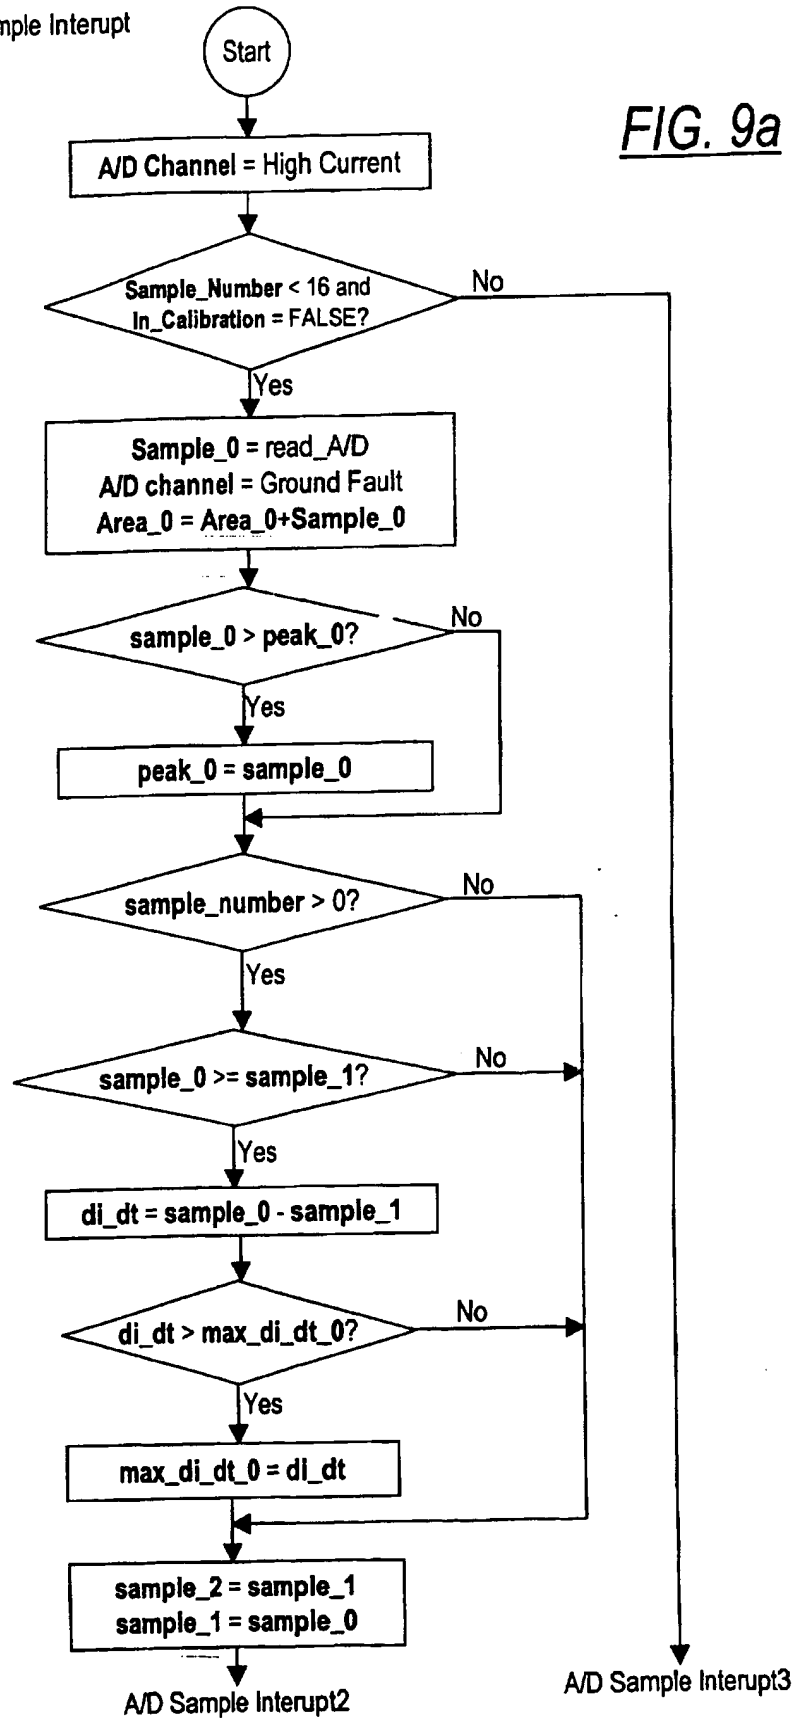 mple Interupt
Start
FIG. 9a
A/D Channel = High Current
Sample_Number < 16 and
In_Calibration = FALSE?
No
Yes
Sample_0 = read_A/D
A/D channel = Ground Fault
Area_0 = Area_0+Sample_0
sample_0 > peak_0?
No
Yes
peak_0 = sample_0
sample_number > 0?
No
Yes
sample_0 >= sample_1?
No
Yes
di_dt = sample_0 - sample_1
di_dt > max_di_dt_0?
No
Yes
max_di_dt_0 = di_dt
sample_2 = sample_1
sample_1 = sample_0
A/D Sample Interupt2
A/D Sample Interupt3